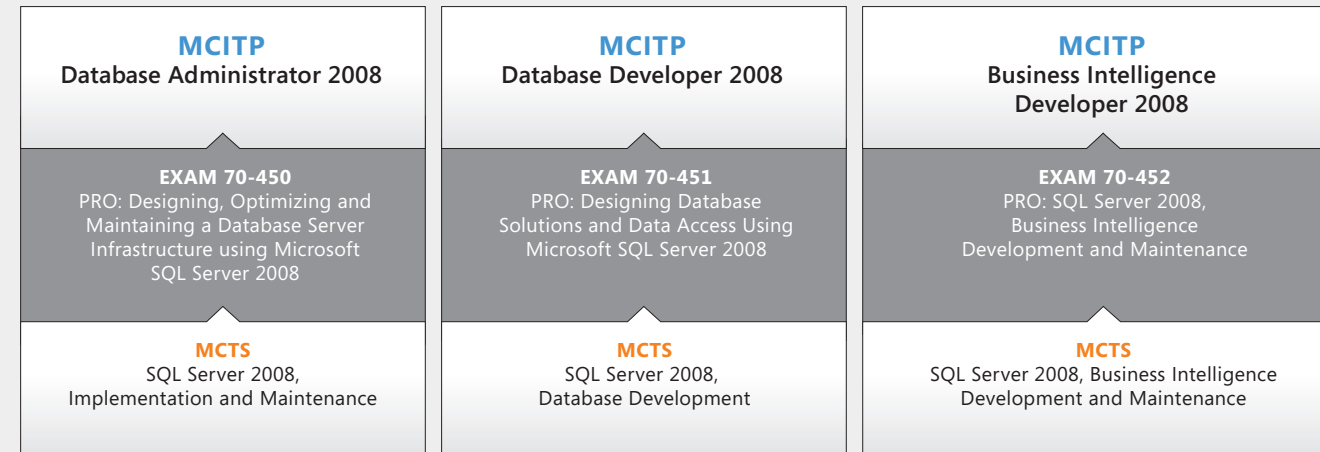 MCITP
Database Administrator 2008
EXAM 70-450
PRO: Designing, Optimizing and
Maintaining a Database Server
Infrastructure using Microsoft
SQL Server 2008
MCTS
SQL Server 2008,
Implementation and Maintenance
MCITP
Database Developer 2008
EXAM 70-451
PRO: Designing Database
Solutions and Data Access Using
Microsoft SQL Server 2008
MCTS
SQL Server 2008,
Database Development
MCITP
Business Intelligence
Developer 2008
EXAM 70-452
PRO: SQL Server 2008,
Business Intelligence
Development and Maintenance
MCTS
SQL Server 2008, Business Intelligence
Development and Maintenance